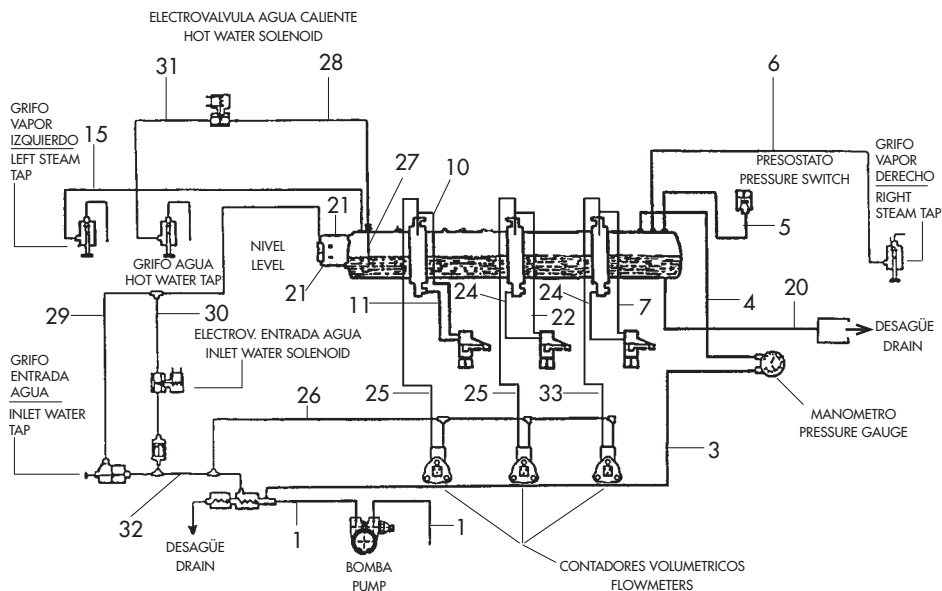 ELECTROVALVULA AGUA CALIENTE
HOT WATER SOLENOID
31
28
6
GRIFO
VAPOR
IZQUIERDO
LEFT STEAM
TAP
15
27
10
PRESOSTATO
PRESSURE SWITCH
GRIFO
VAPOR
DERECHO
RIGHT
STEAM TAP
5
21
NIVEL
LEVEL
21
GRIFO AGUA
HOT WATER TAP
11
24
22
24
7
4
20
DESAGÜE
DRAIN
29
30
ELECTROV. ENTRADA AGUA
INLET WATER SOLENOID
GRIFO
ENTRADA
AGUA
INLET WATER
TAP
26
25
25
33
MANOMETRO
PRESSURE GAUGE
3
32
DESAGÜE
DRAIN
1
BOMBA
PUMP
1
CONTADORES VOLUMETRICOS
FLOWMETERS